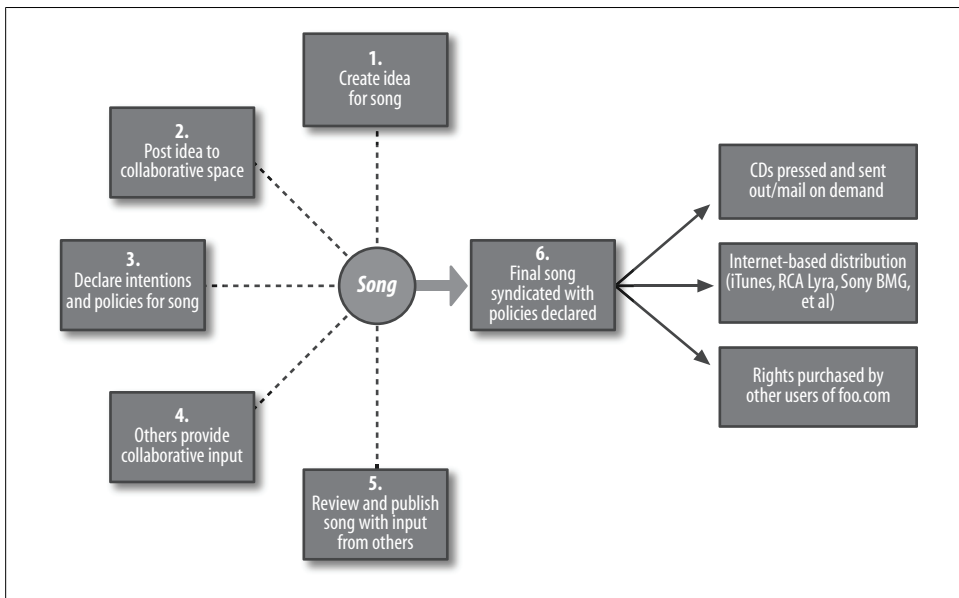 1.
Create idea
for song
2.
Post idea to
collaborative space
3.
Declare intentions
and policies for song
4.
Others provide
collaborative input
5.
Review and publish
song with input
from others
Song
6.
Final song
syndicated with
policies declared
CDs pressed and sent
out/mail on demand
Internet-based distribution
(iTunes, RCA Lyra, Sony BMG,
et al)
Rights purchased by
other users of foo.com